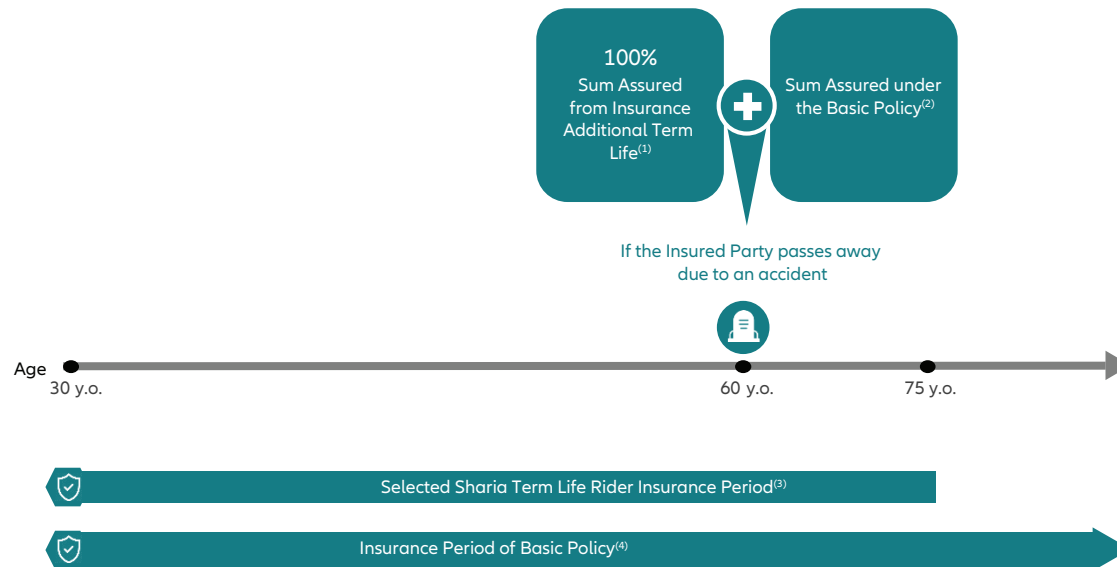 100%
Sum Assured
from Insurance
Additional Term
Life(1)
Sum Assured under
the Basic Policy(2)
If the Insured Party passes away
due to an accident
Age
30 y.o.
60 y.o.
75 y.o.
Selected Sharia Term Life Rider Insurance Period(3)
Insurance Period of Basic Policy(4)